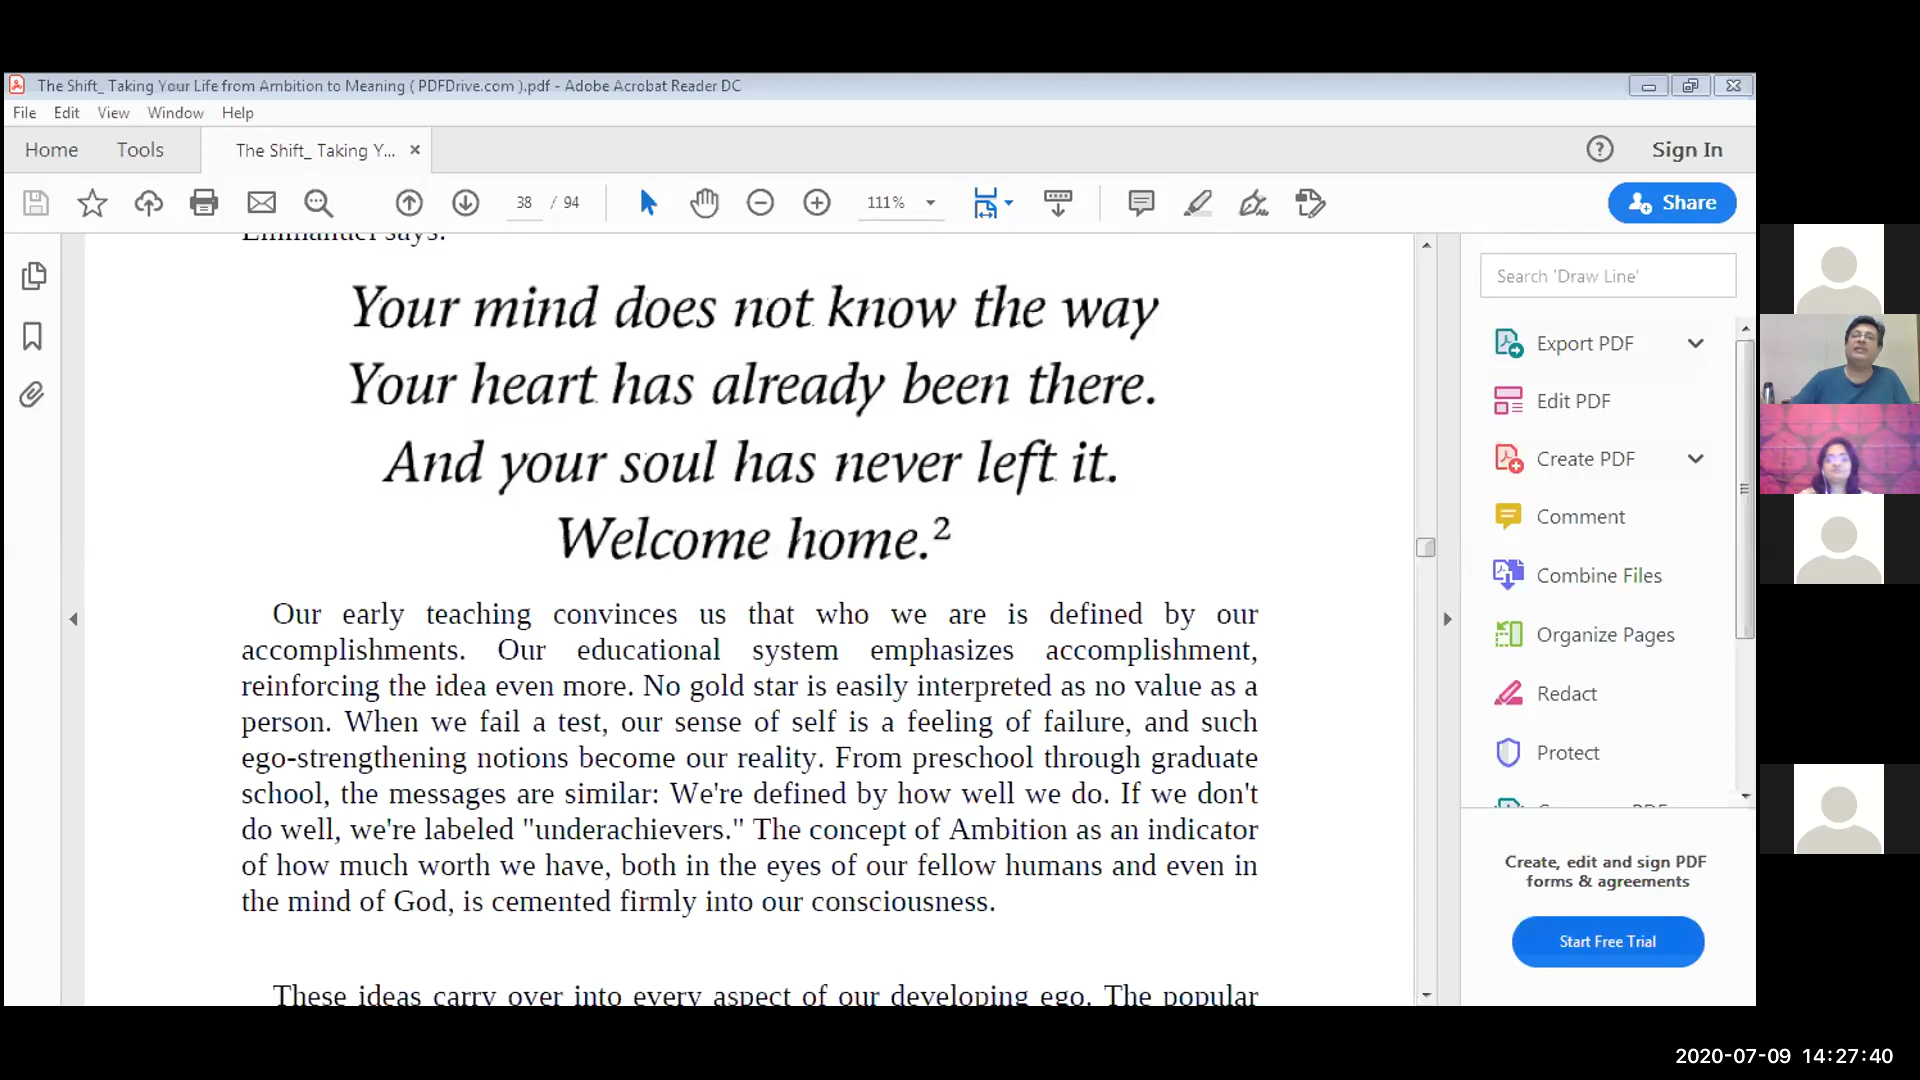 The Shift_ Taking Your Life from Ambition to Meaning ( PDFDrive.com ).pdf - Adobe Acrobat Reader DC
File Edit View Window Help
Home Tools The Shift_ Taking Y... Sign In
38 / 94 111% Share
Emmanuel says:
Your mind does not know the way
Your heart has already been there.
And your soul has never left it.
Welcome home.²
Our early teaching convinces us that who we are is defined by our
accomplishments. Our educational system emphasizes accomplishment,
reinforcing the idea even more. No gold star is easily interpreted as no value as a
person. When we fail a test, our sense of self is a feeling of failure, and such
ego-strengthening notions become our reality. From preschool through graduate
school, the messages are similar: We're defined by how well we do. If we don't
do well, we're labeled "underachievers." The concept of Ambition as an indicator
of how much worth we have, both in the eyes of our fellow humans and even in
the mind of God, is cemented firmly into our consciousness.
These ideas carry over into every aspect of our developing ego. The popular
Search 'Draw Line'
Export PDF
Edit PDF
Create PDF
Comment
Combine Files
Organize Pages
Redact
Protect
Create, edit and sign PDF
forms & agreements
Start Free Trial
2020-07-09 14:27:40